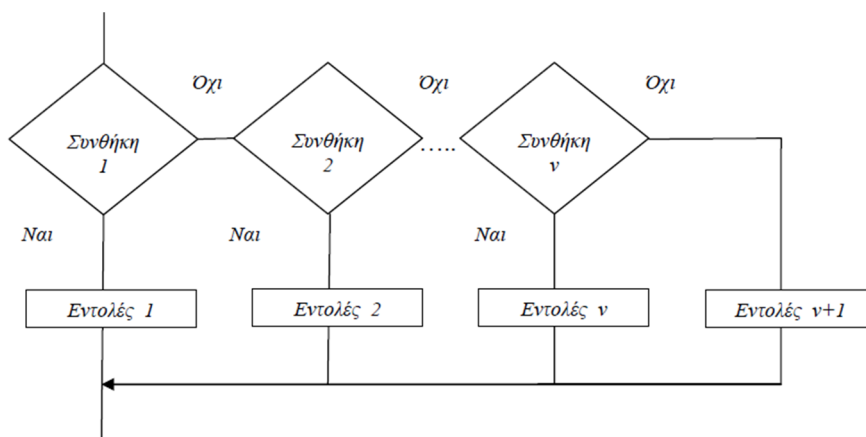 Όχι
Όχι
Όχι
Συνθήκη
1
Συνθήκη
2
.....
Συνθήκη
ν
Ναι
Ναι
Ναι
Εντολές 1
Εντολές 2
Εντολές ν
Εντολές ν+1